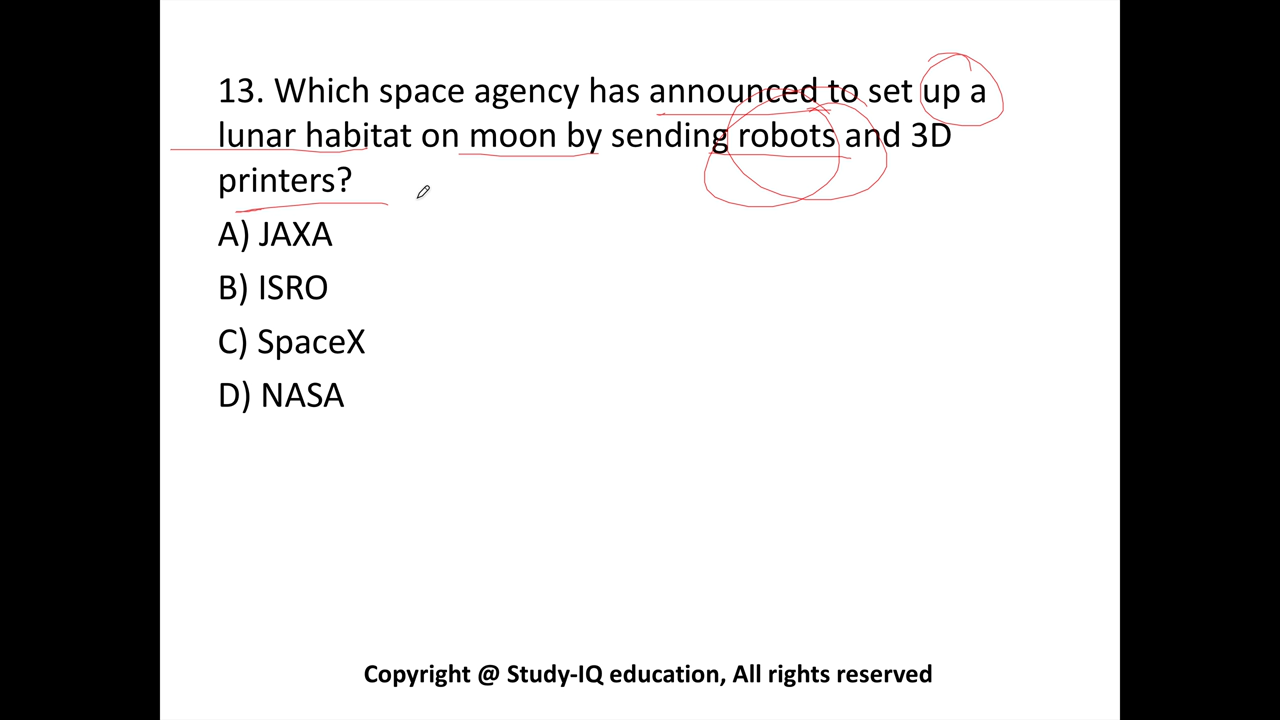 13. Which space agency has announced to set up a
lunar habitat on moon by sending robots and 3D
printers?
A) JAXA
B) ISRO
C) SpaceX
D) NASA
Copyright @ Study-IQ education, All rights reserved